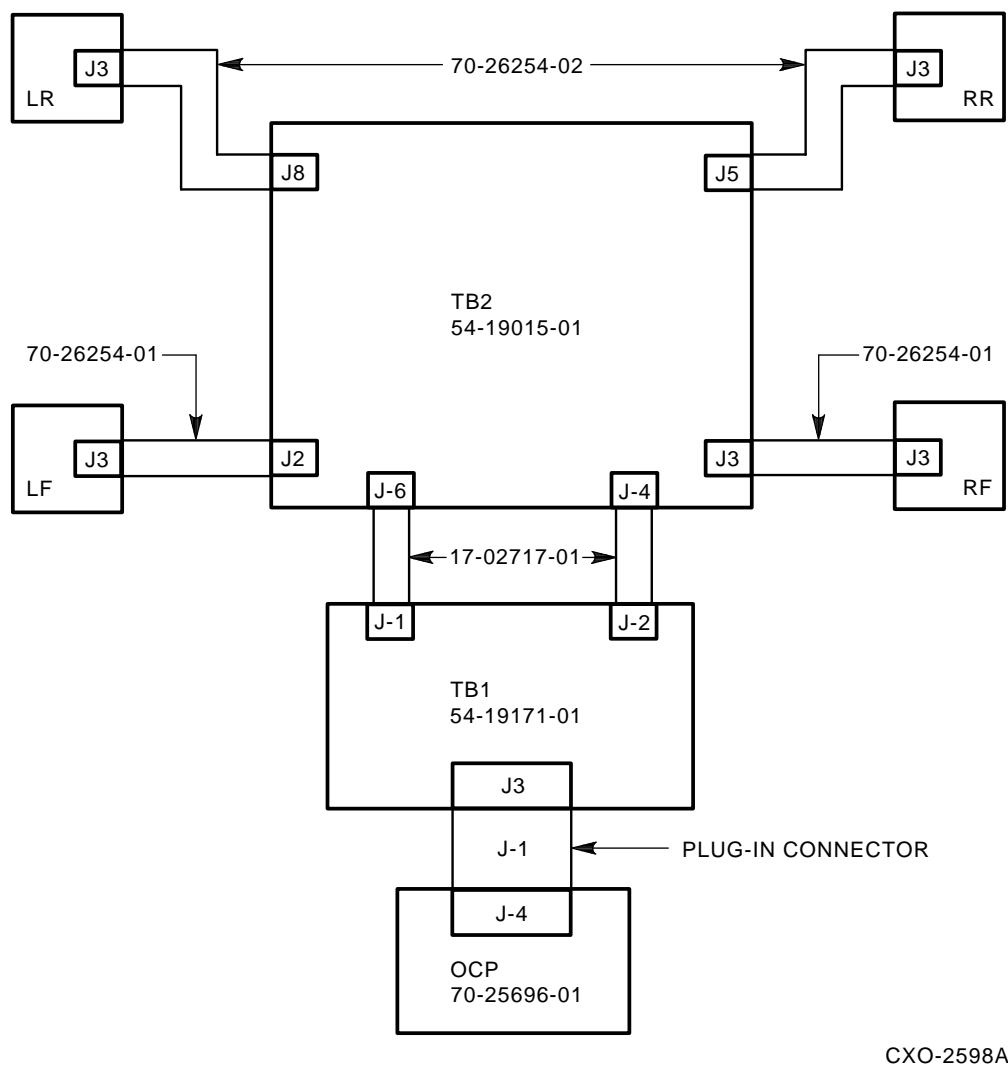 J3
70-26254-02
J3
LR
RR
J8
J5
TB2
54-19015-01
70-26254-01
70-26254-01
J3
J2
J3
J3
LF
RF
J-6
J-4
17-02717-01
J-1
J-2
TB1
54-19171-01
J3
J-1
PLUG-IN CONNECTOR
J-4
OCP
70-25696-01
CXO-2598A